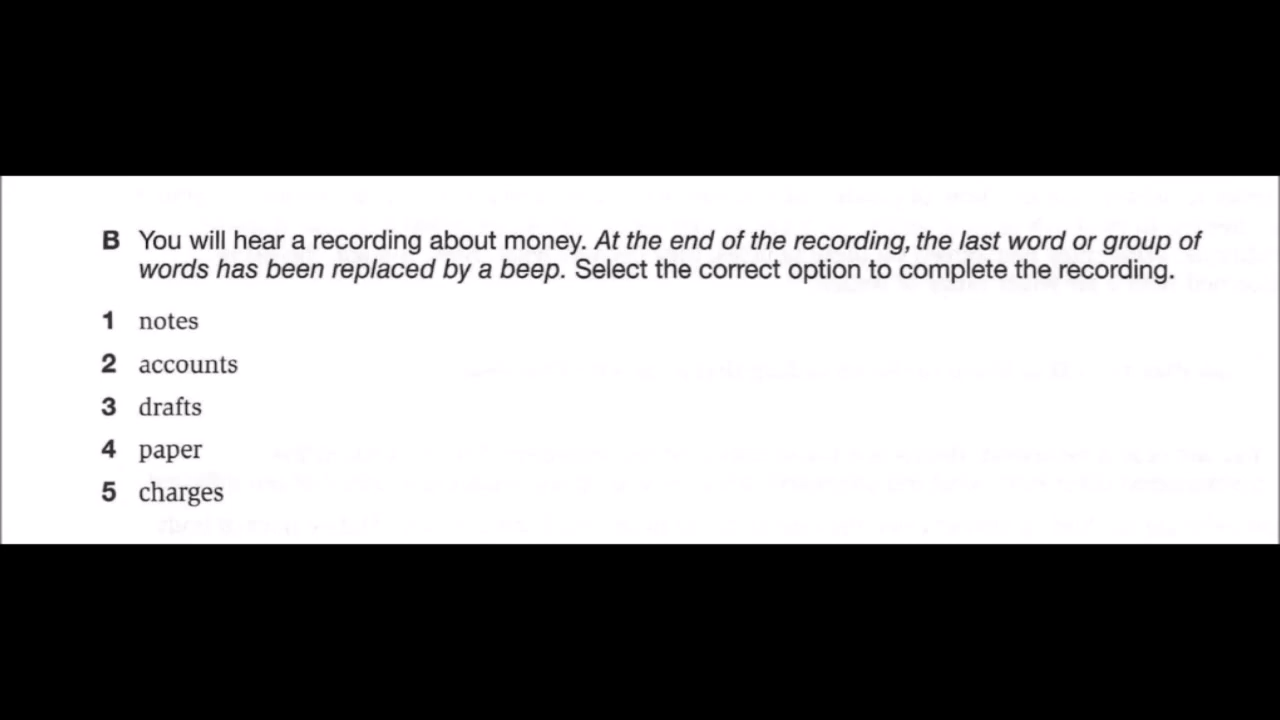 B You will hear a recording about money. At the end of the recording, the last word or group of
words has been replaced by a beep. Select the correct option to complete the recording.
1 notes
2 accounts
3 drafts
4 paper
5 charges